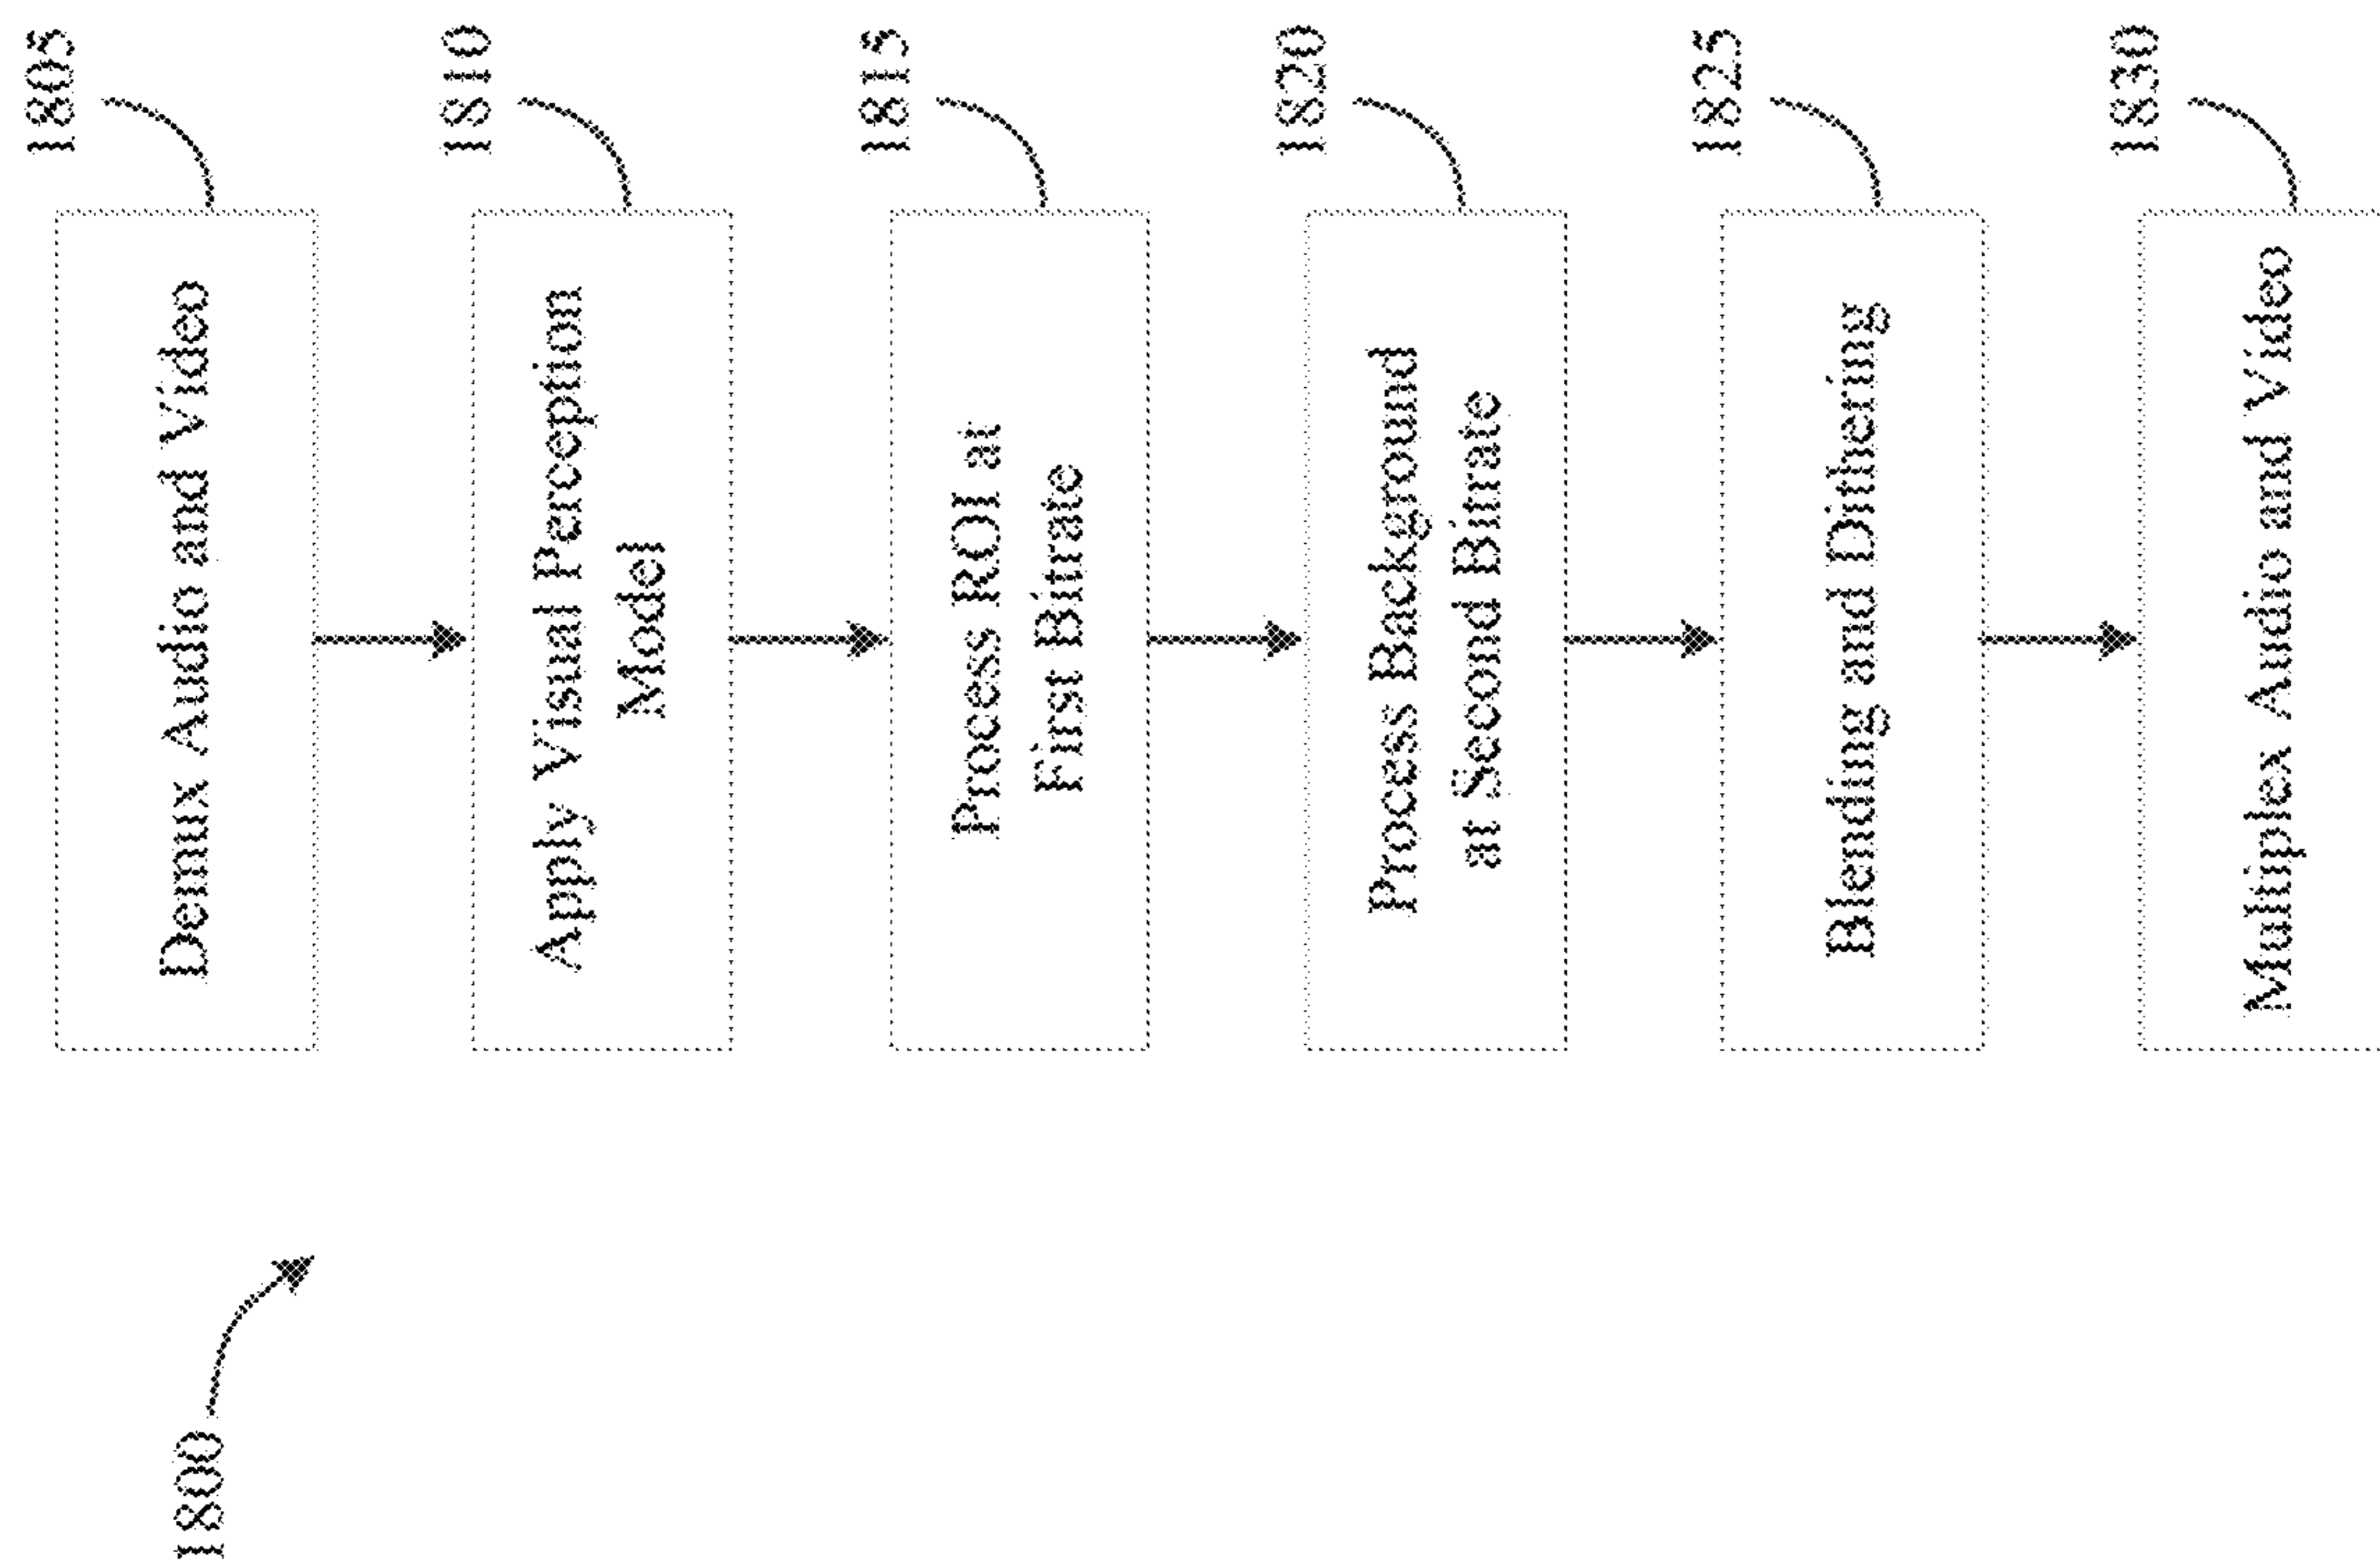 1800
1805
Demux Audio and Video
1810
Apply Visual Perception
Model
1815
Process ROI at
First Bitrate
1820
Process Background
at Second Bitrate
1825
Blending and Dithering
1830
Multiplex Audio and Video